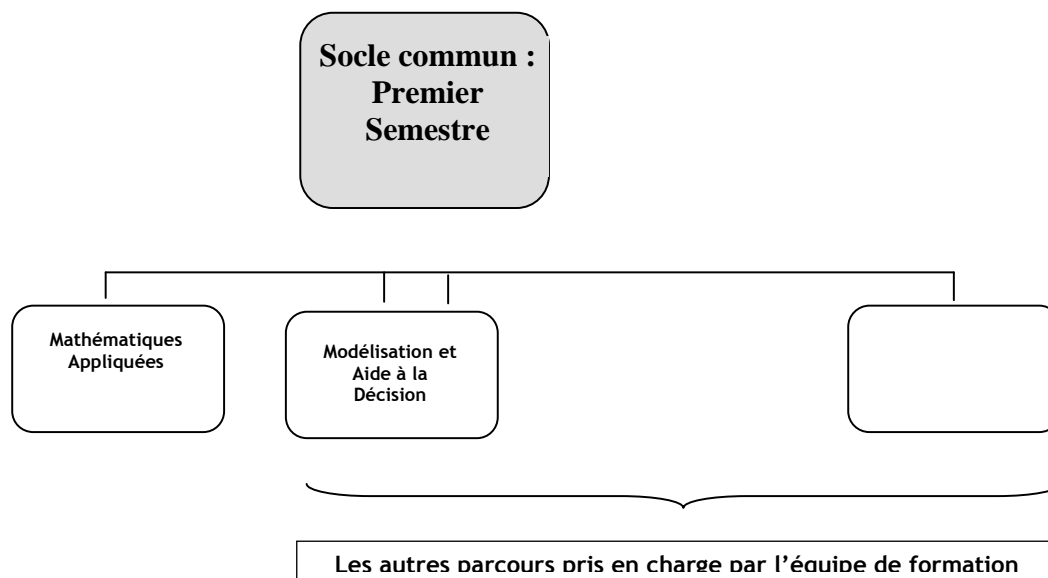 Socle commun :
Premier
Semestre
Mathématiques
Appliquées
Modélisation et
Aide à la
Décision
Les autres parcours pris en charge par l'équipe de formation